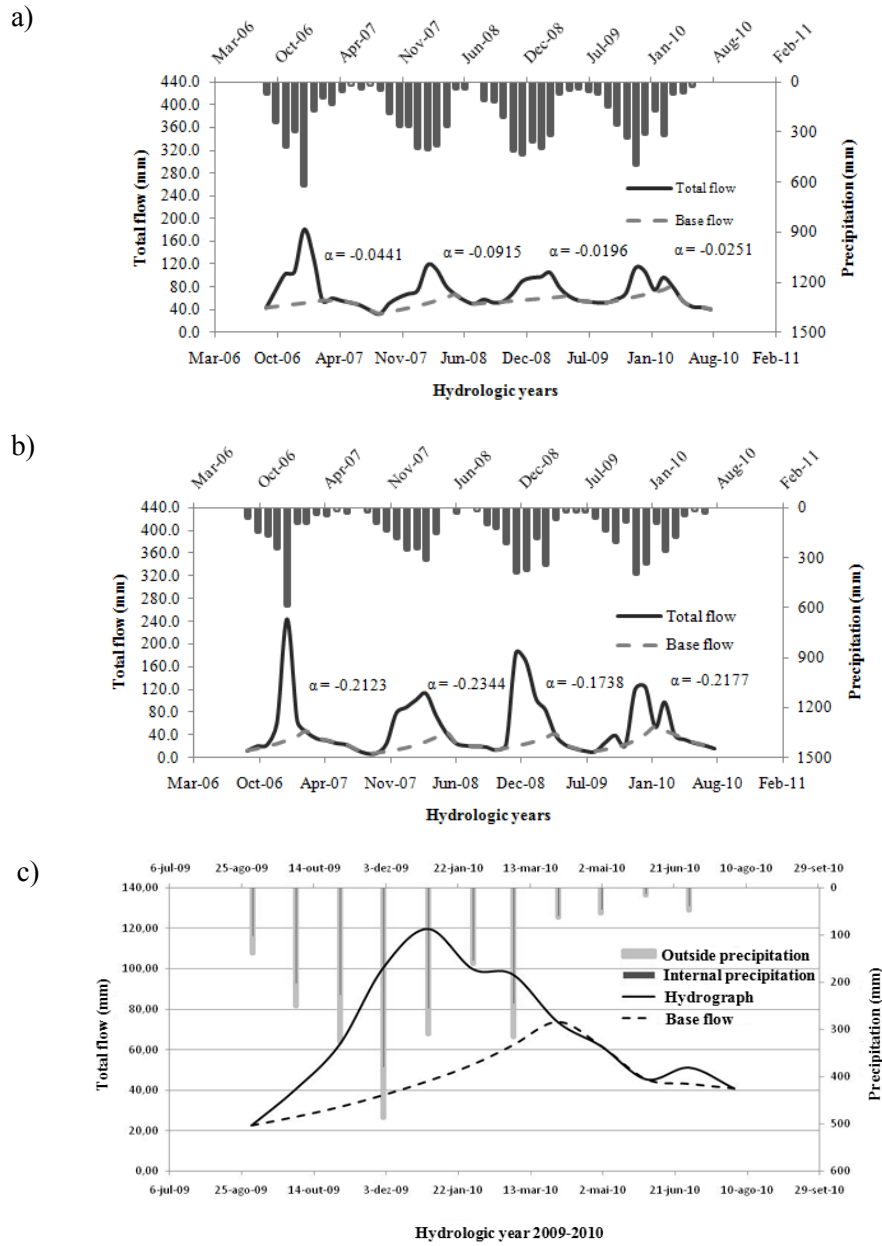 a)
Mar-06 Oct-06 Apr-07 Nov-07 Jun-08 Dec-08 Jul-09 Jan-10 Aug-10 Feb-11
440.0 0
400.0
360.0 300
320.0
280.0
240.0 600
200.0
160.0 900
120.0
80.0 1200
40.0
0.0 1500
Total flow (mm)
Precipitation (mm)
Total flow
Base flow
α = -0.0441 α = -0.0915 α = -0.0196 α = -0.0251
Mar-06 Oct-06 Apr-07 Nov-07 Jun-08 Dec-08 Jul-09 Jan-10 Aug-10 Feb-11
Hydrologic years
b)
Mar-06 Oct-06 Apr-07 Nov-07 Jun-08 Dec-08 Jul-09 Jan-10 Aug-10 Feb-11
440.0 0
400.0
360.0 300
320.0
280.0
240.0 600
200.0
160.0 900
120.0
80.0 1200
40.0
0.0 1500
Total flow (mm)
Precipitation (mm)
Total flow
Base flow
α = -0.2123 α = -0.2344 α = -0.1738 α = -0.2177
Mar-06 Oct-06 Apr-07 Nov-07 Jun-08 Dec-08 Jul-09 Jan-10 Aug-10 Feb-11
Hydrologic years
c)
6-jul-09 25-ago-09 14-out-09 3-dez-09 22-jan-10 13-mar-10 2-mai-10 21-jun-10 10-ago-10 29-set-10
140,00 0
120,00 100
100,00 200
80,00
60,00 300
40,00 400
20,00 500
0,00 600
Total flow (mm)
Precipitation (mm)
Outside precipitation
Internal precipitation
Hydrograph
Base flow
6-jul-09 25-ago-09 14-out-09 3-dez-09 22-jan-10 13-mar-10 2-mai-10 21-jun-10 10-ago-10 29-set-10
Hydrologic year 2009-2010